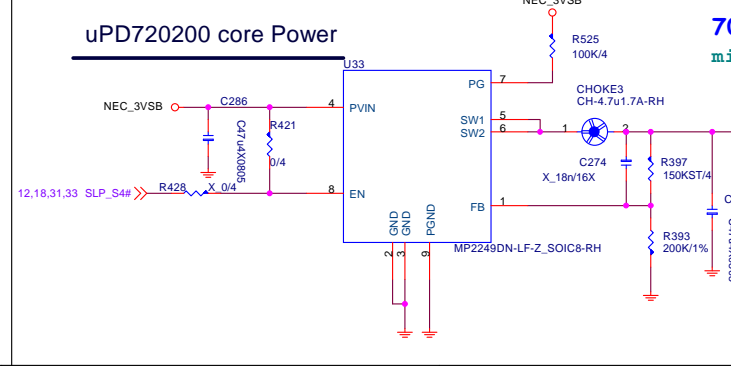 NEC_3VSB
uPD720200 core Power
R525
100K/4
U33
PG 7
CHOKE3
CH-4.7u1.7A-RH
NEC_3VSB
C286
4 PVIN
C47u4X0805
R421
0/4
SW1 5
SW2 6
1 2
C274
X_18n/16X
R397
150KST/4
12,18,31,33 SLP_S4#
R428 X_0/4
8 EN
FB 1
GND
GND
PGND
2
3
9
MP2249DN-LF-Z_SOIC8-RH
R393
200K/1%